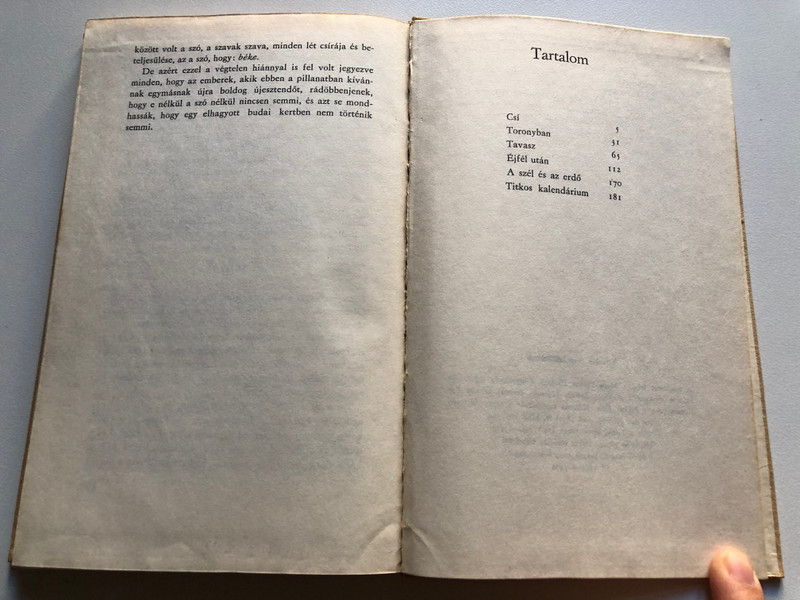 között volt a szó, a szavak szava, minden lét csírája és be-
teljesülése, az a szó, hogy: béke.
De azért ezzel a végtelen hiánnyal is fel volt jegyezve
minden, hogy az emberek, akik ebben a pillanatban kíván-
nak egymásnak újra boldog újesztendőt, rádöbbenjenek,
hogy e nélkül a szó nélkül nincsen semmi, és azt se mond-
hassák, hogy egy elhagyott budai kertben nem történik
semmi.
Tartalom
Csí 5
Toronyban 31
Tavasz 65
Éjfél után 112
A szél és az erdő 170
Titkos kalendárium 181